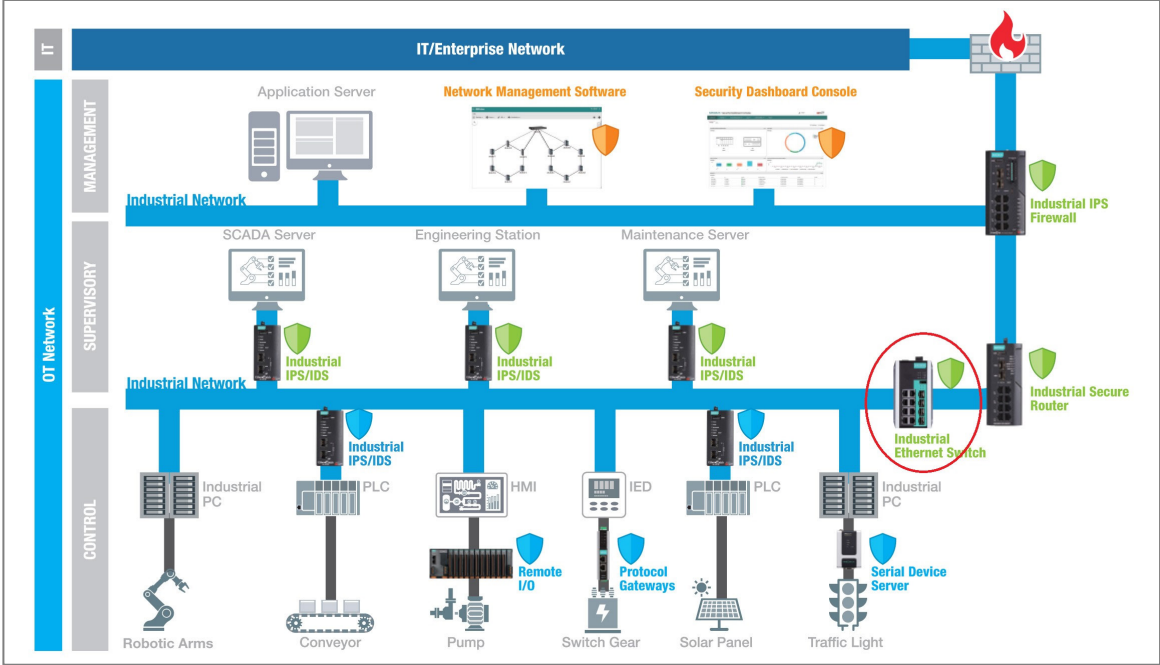 IT
IT/Enterprise Network
OT Network
MANAGEMENT
Application Server
Network Management Software
Security Dashboard Console
Industrial Network
Industrial IPS
Firewall
SUPERVISORY
SCADA Server
Engineering Station
Maintenance Server
Industrial
IPS/IDS
Industrial
IPS/IDS
Industrial
IPS/IDS
Industrial Network
Industrial
Ethernet Switch
Industrial Secure
Router
CONTROL
Industrial
IPS/IDS
Industrial
IPS/IDS
Industrial
PC
PLC
HMI
IED
PLC
Industrial
PC
Remote
I/O
Protocol
Gateways
Serial Device
Server
Robotic Arms
Conveyor
Pump
Switch Gear
Solar Panel
Traffic Light